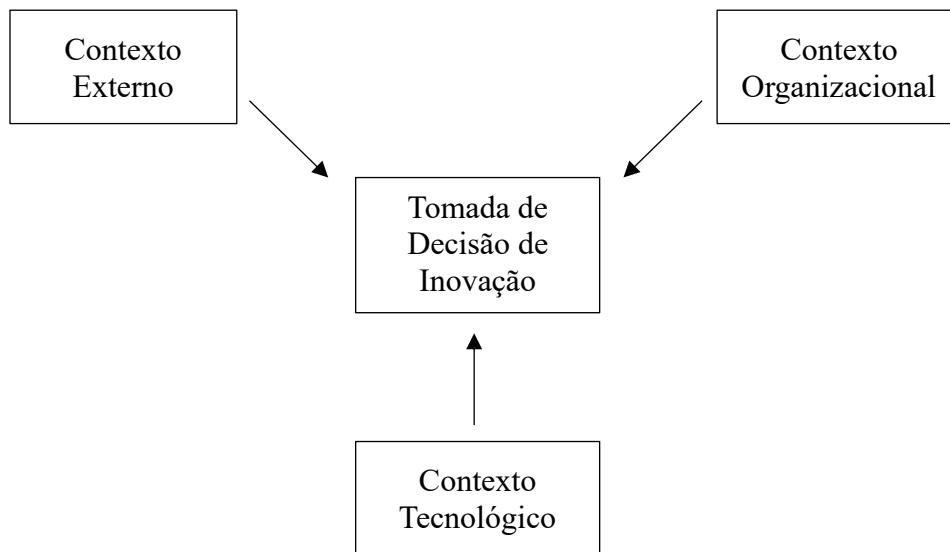 Contexto
Externo
Contexto
Organizacional
Tomada de
Decisão de
Inovação
Contexto
Tecnológico